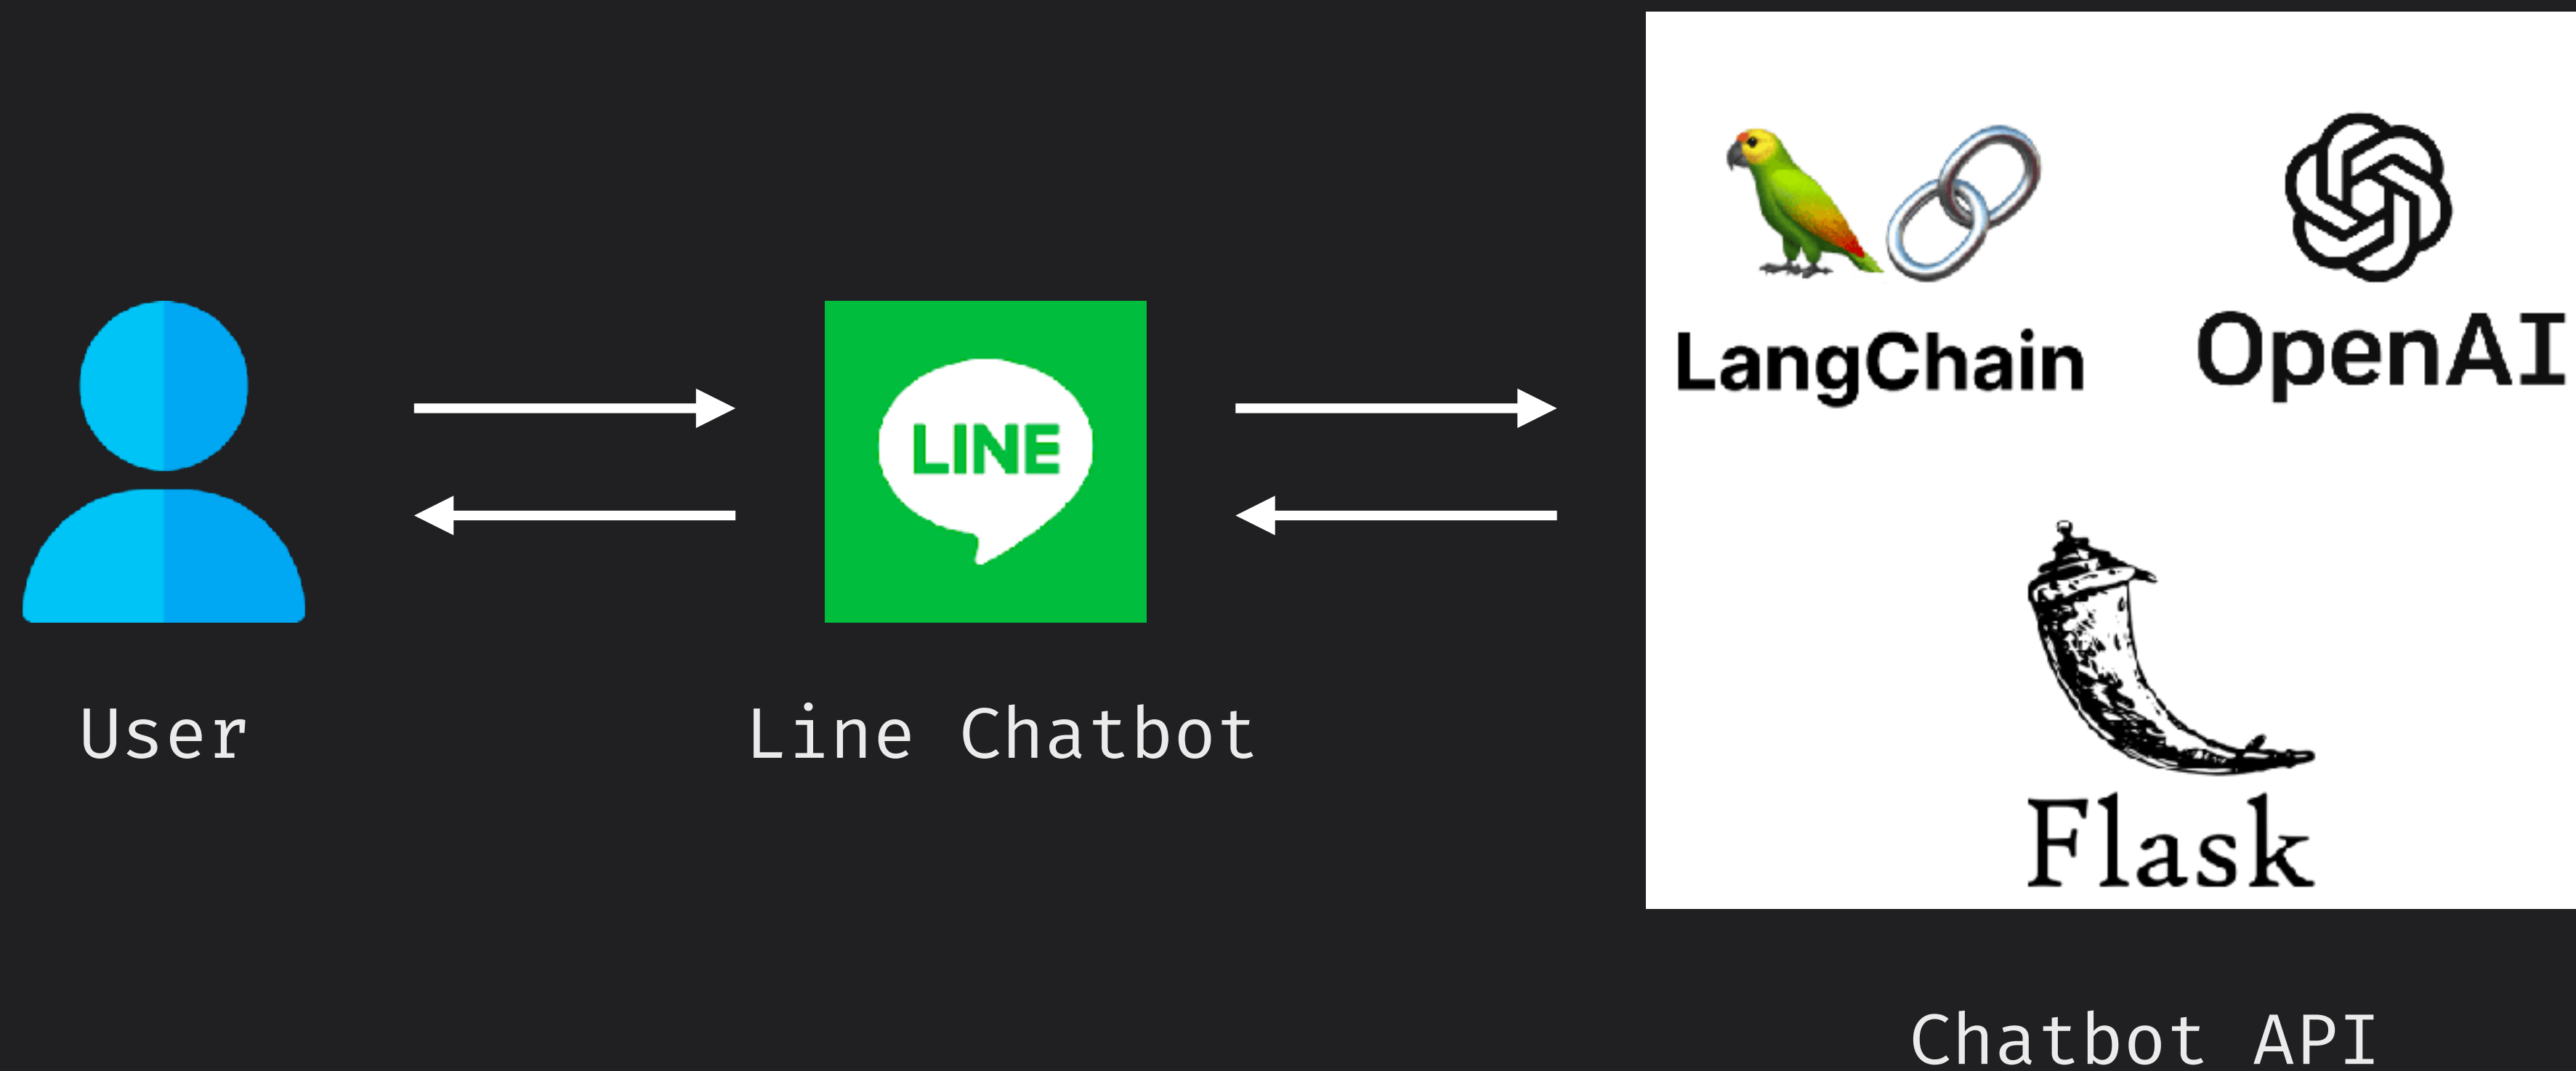 LINE
User
Line Chatbot
LangChain
OpenAI
Flask
Chatbot API